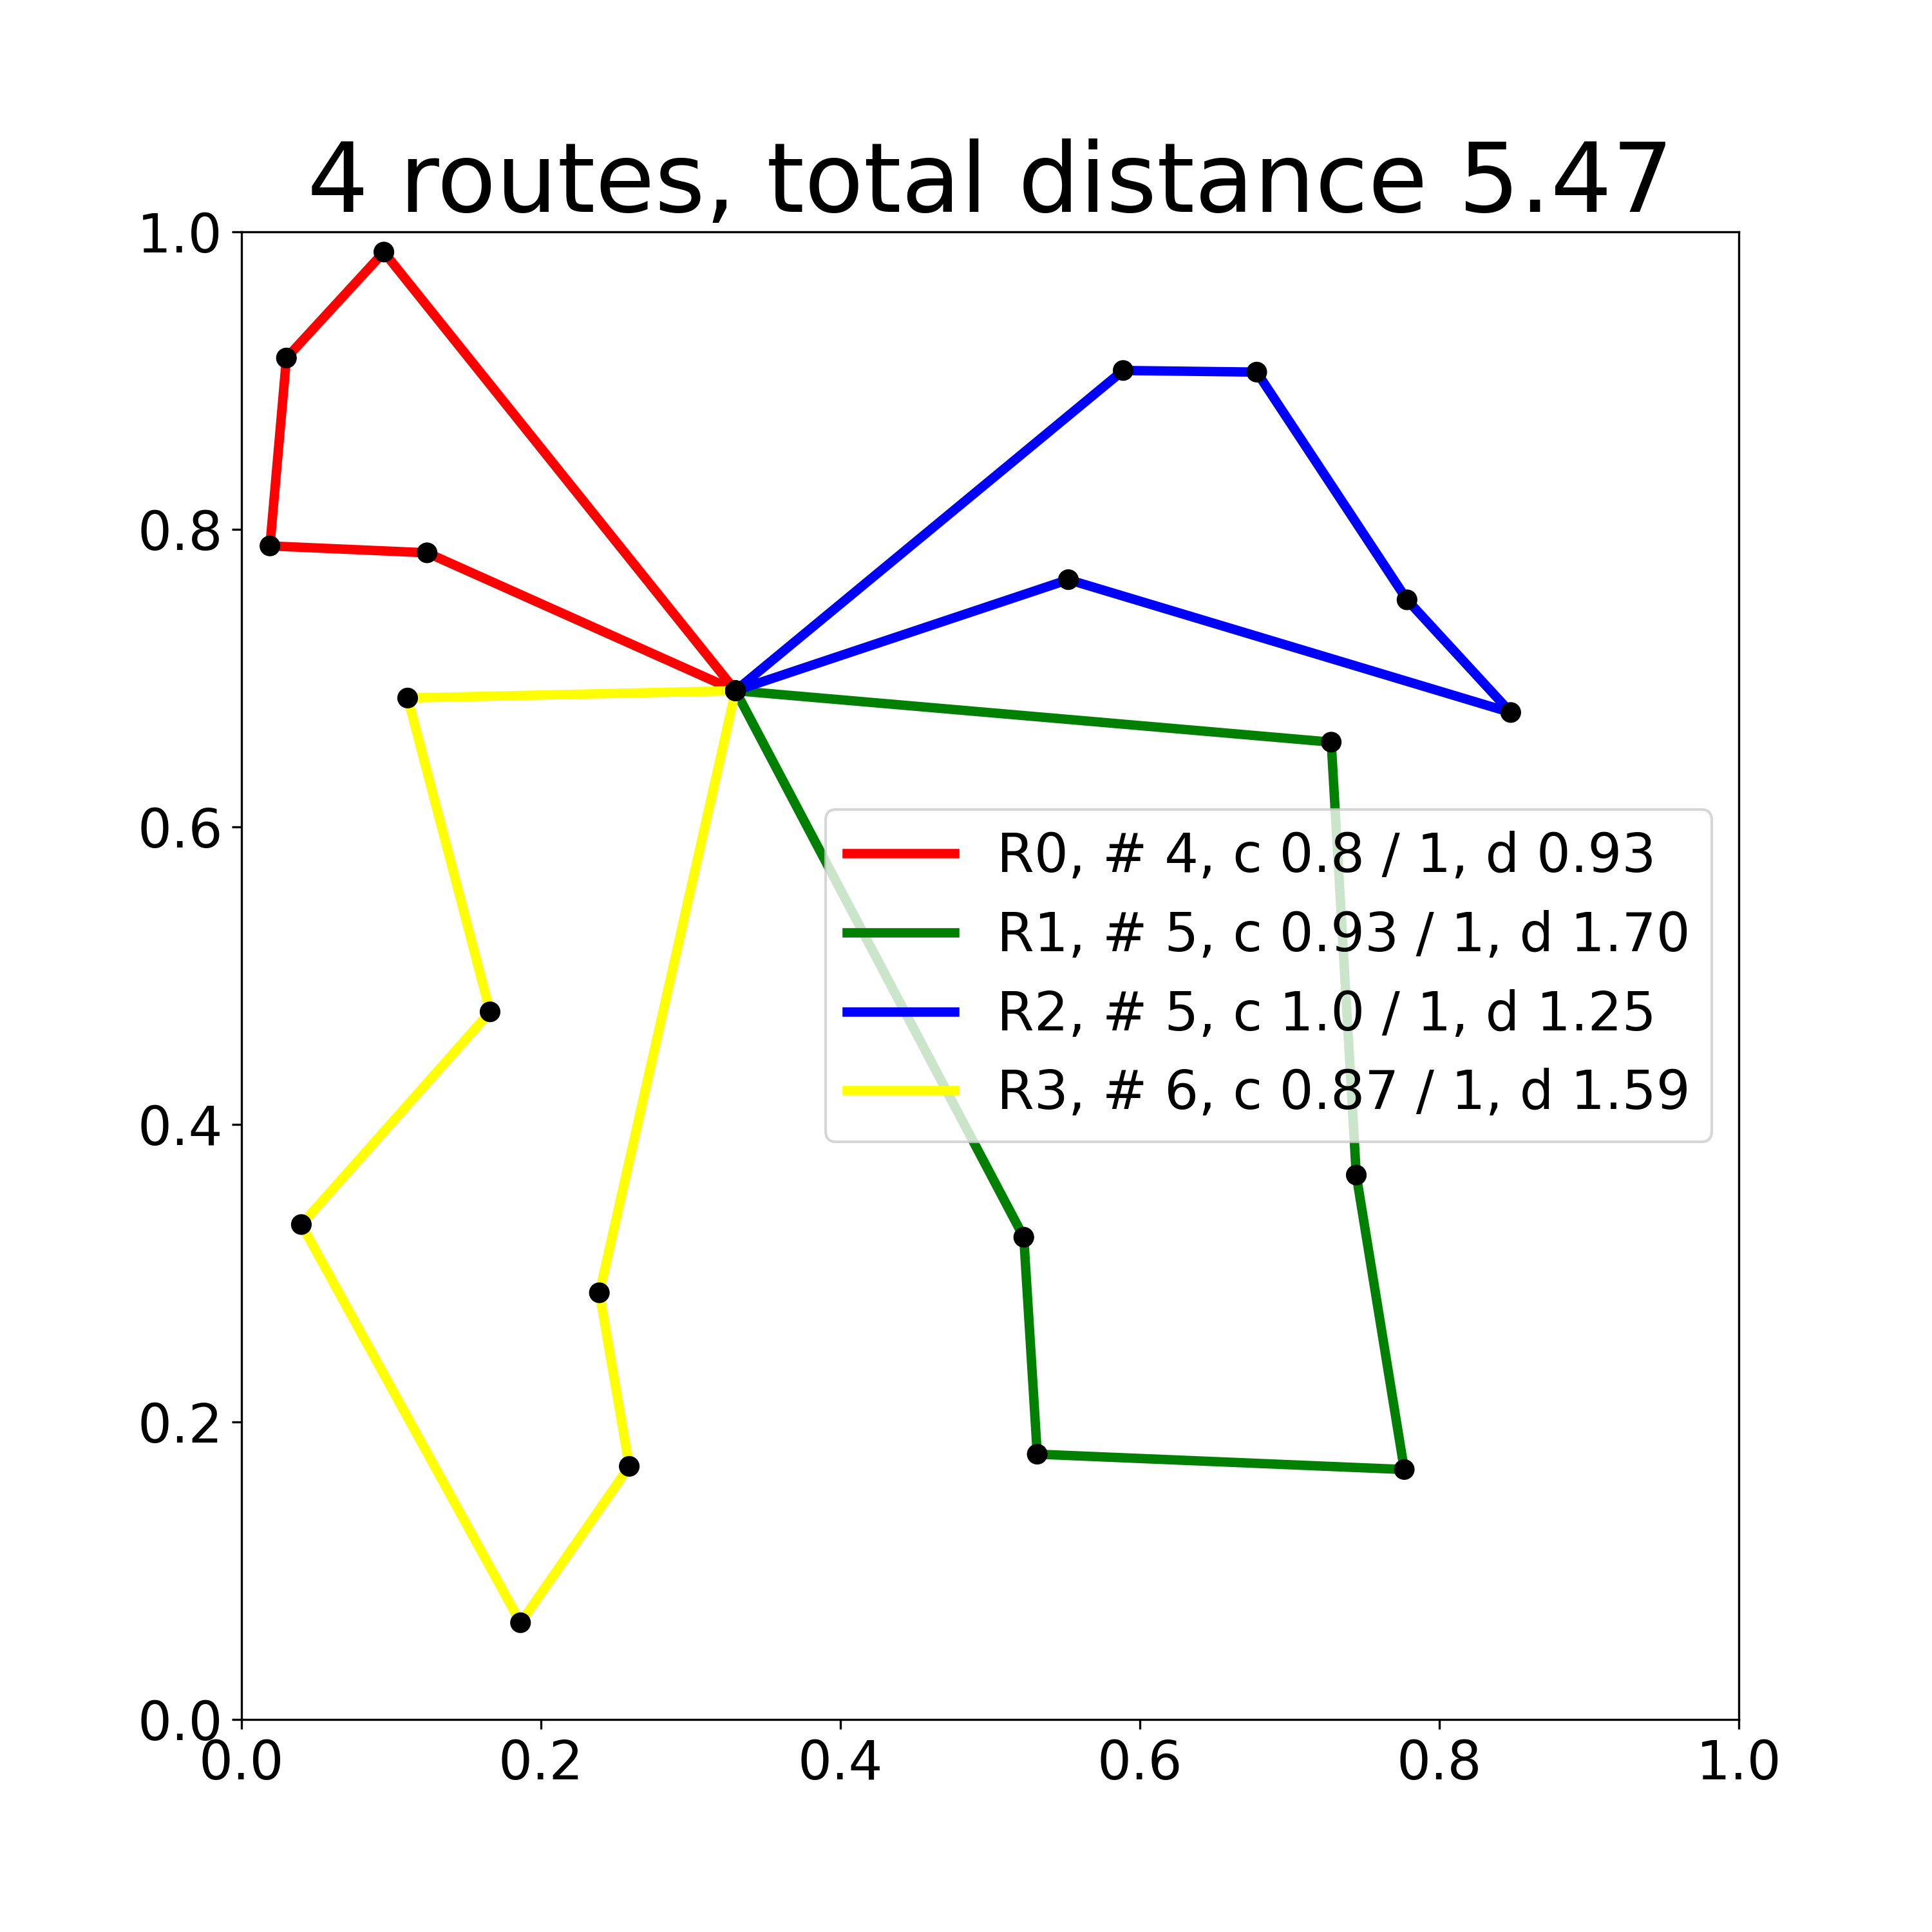 4 routes, total distance 5.47
1.0
0.8
0.6
0.4
0.2
0.0
R0, # 4, c 0.8 / 1, d 0.93
R1, # 5, c 0.93 / 1, d 1.70
R2, # 5, c 1.0 / 1, d 1.25
R3, # 6, c 0.87 / 1, d 1.59
0.0 0.2 0.4 0.6 0.8 1.0